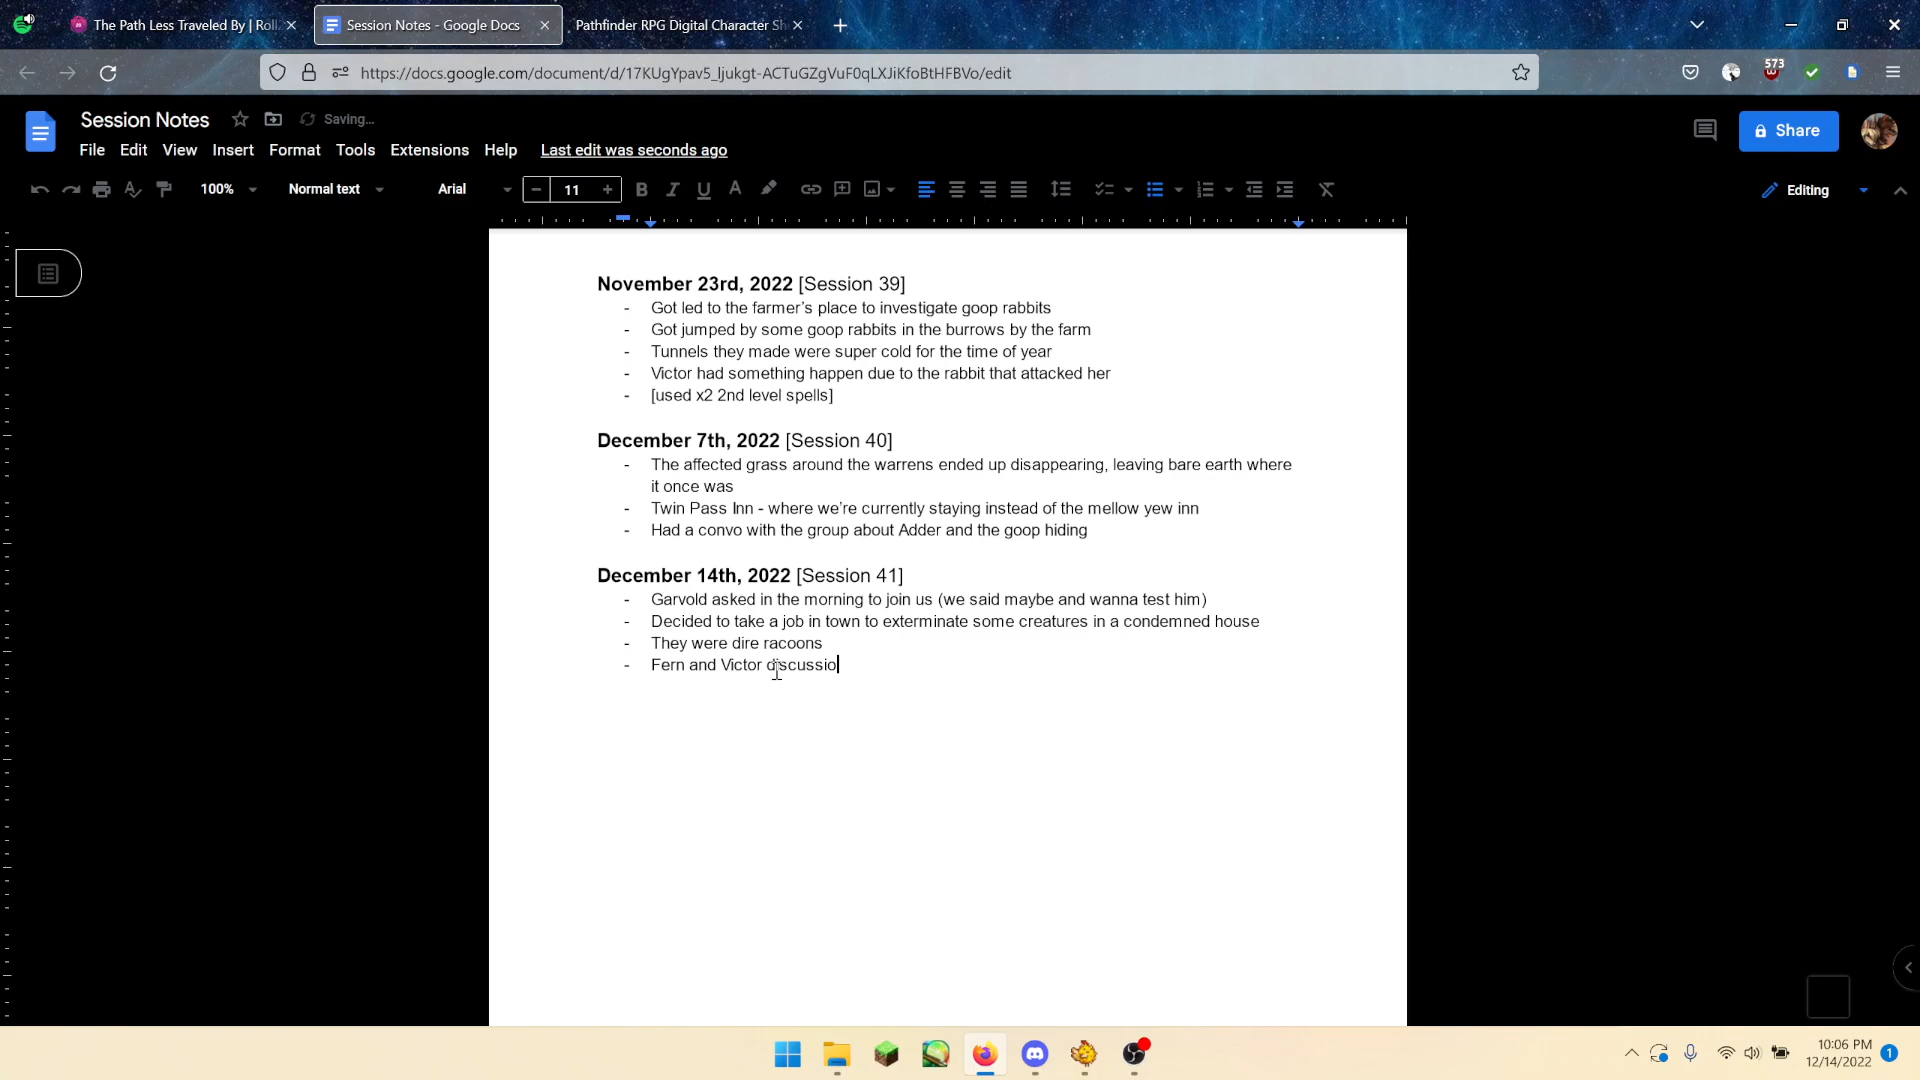 The Path Less Traveled By | Roll
Session Notes - Google Docs
Pathfinder RPG Digital Character Sh
https://docs.google.com/document/d/17KUgYpav5_ljukgt-ACTuGZgVuF0qLXJiKfoBtHFBVo/edit
573
Session Notes
Saving...
Share
File Edit View Insert Format Tools Extensions Help Last edit was seconds ago
100% Normal text Arial 11 Editing
November 23rd, 2022 [Session 39]
- Got led to the farmer's place to investigate goop rabbits
- Got jumped by some goop rabbits in the burrows by the farm
- Tunnels they made were super cold for the time of year
- Victor had something happen due to the rabbit that attacked her
- [used x2 2nd level spells]
December 7th, 2022 [Session 40]
- The affected grass around the warrens ended up disappearing, leaving bare earth where
it once was
- Twin Pass Inn - where we're currently staying instead of the mellow yew inn
- Had a convo with the group about Adder and the goop hiding
December 14th, 2022 [Session 41]
- Garvold asked in the morning to join us (we said maybe and wanna test him)
- Decided to take a job in town to exterminate some creatures in a condemned house
- They were dire racoons
- Fern and Victor discussio
10:06 PM
12/14/2022
1